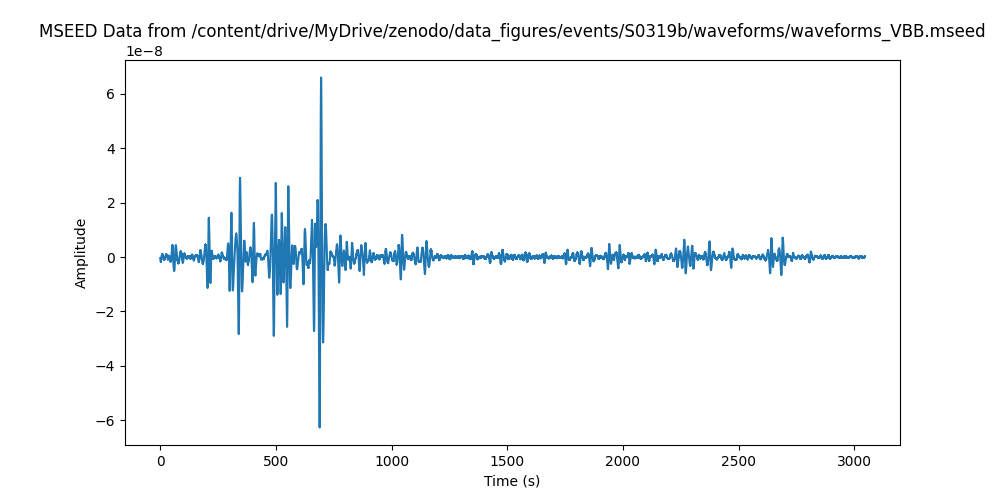 MSEED Data from /content/drive/MyDrive/zenodo/data_figures/events/S0319b/waveforms/waveforms_VBB.mseed
1e−8
6
4
2
0
−2
−4
−6
Amplitude
0 500 1000 1500 2000 2500 3000
Time (s)